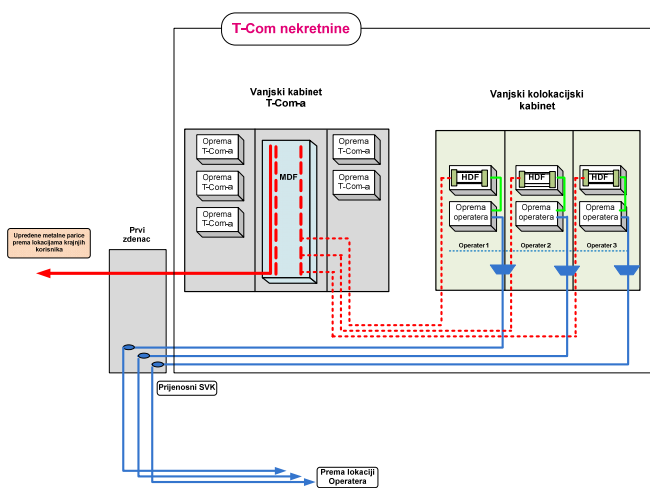 T-Com nekretnine
Vanjski kabinet
T-Com-a
Vanjski kolokacijski
kabinet
Oprema
T-Com-a
Oprema
T-Com-a
Oprema
T-Com-a
MDF
Oprema
T-Com-a
Oprema
T-Com-a
HDF
Oprema
operatera
Operater 1
HDF
Oprema
operatera
Operater 2
HDF
Oprema
operatera
Operater 3
Upredene metalne parice
prema lokacijama krajnjih
korisnika
Prvi
zdenac
Prijenosni SVK
Prema lokaciji
Operatera